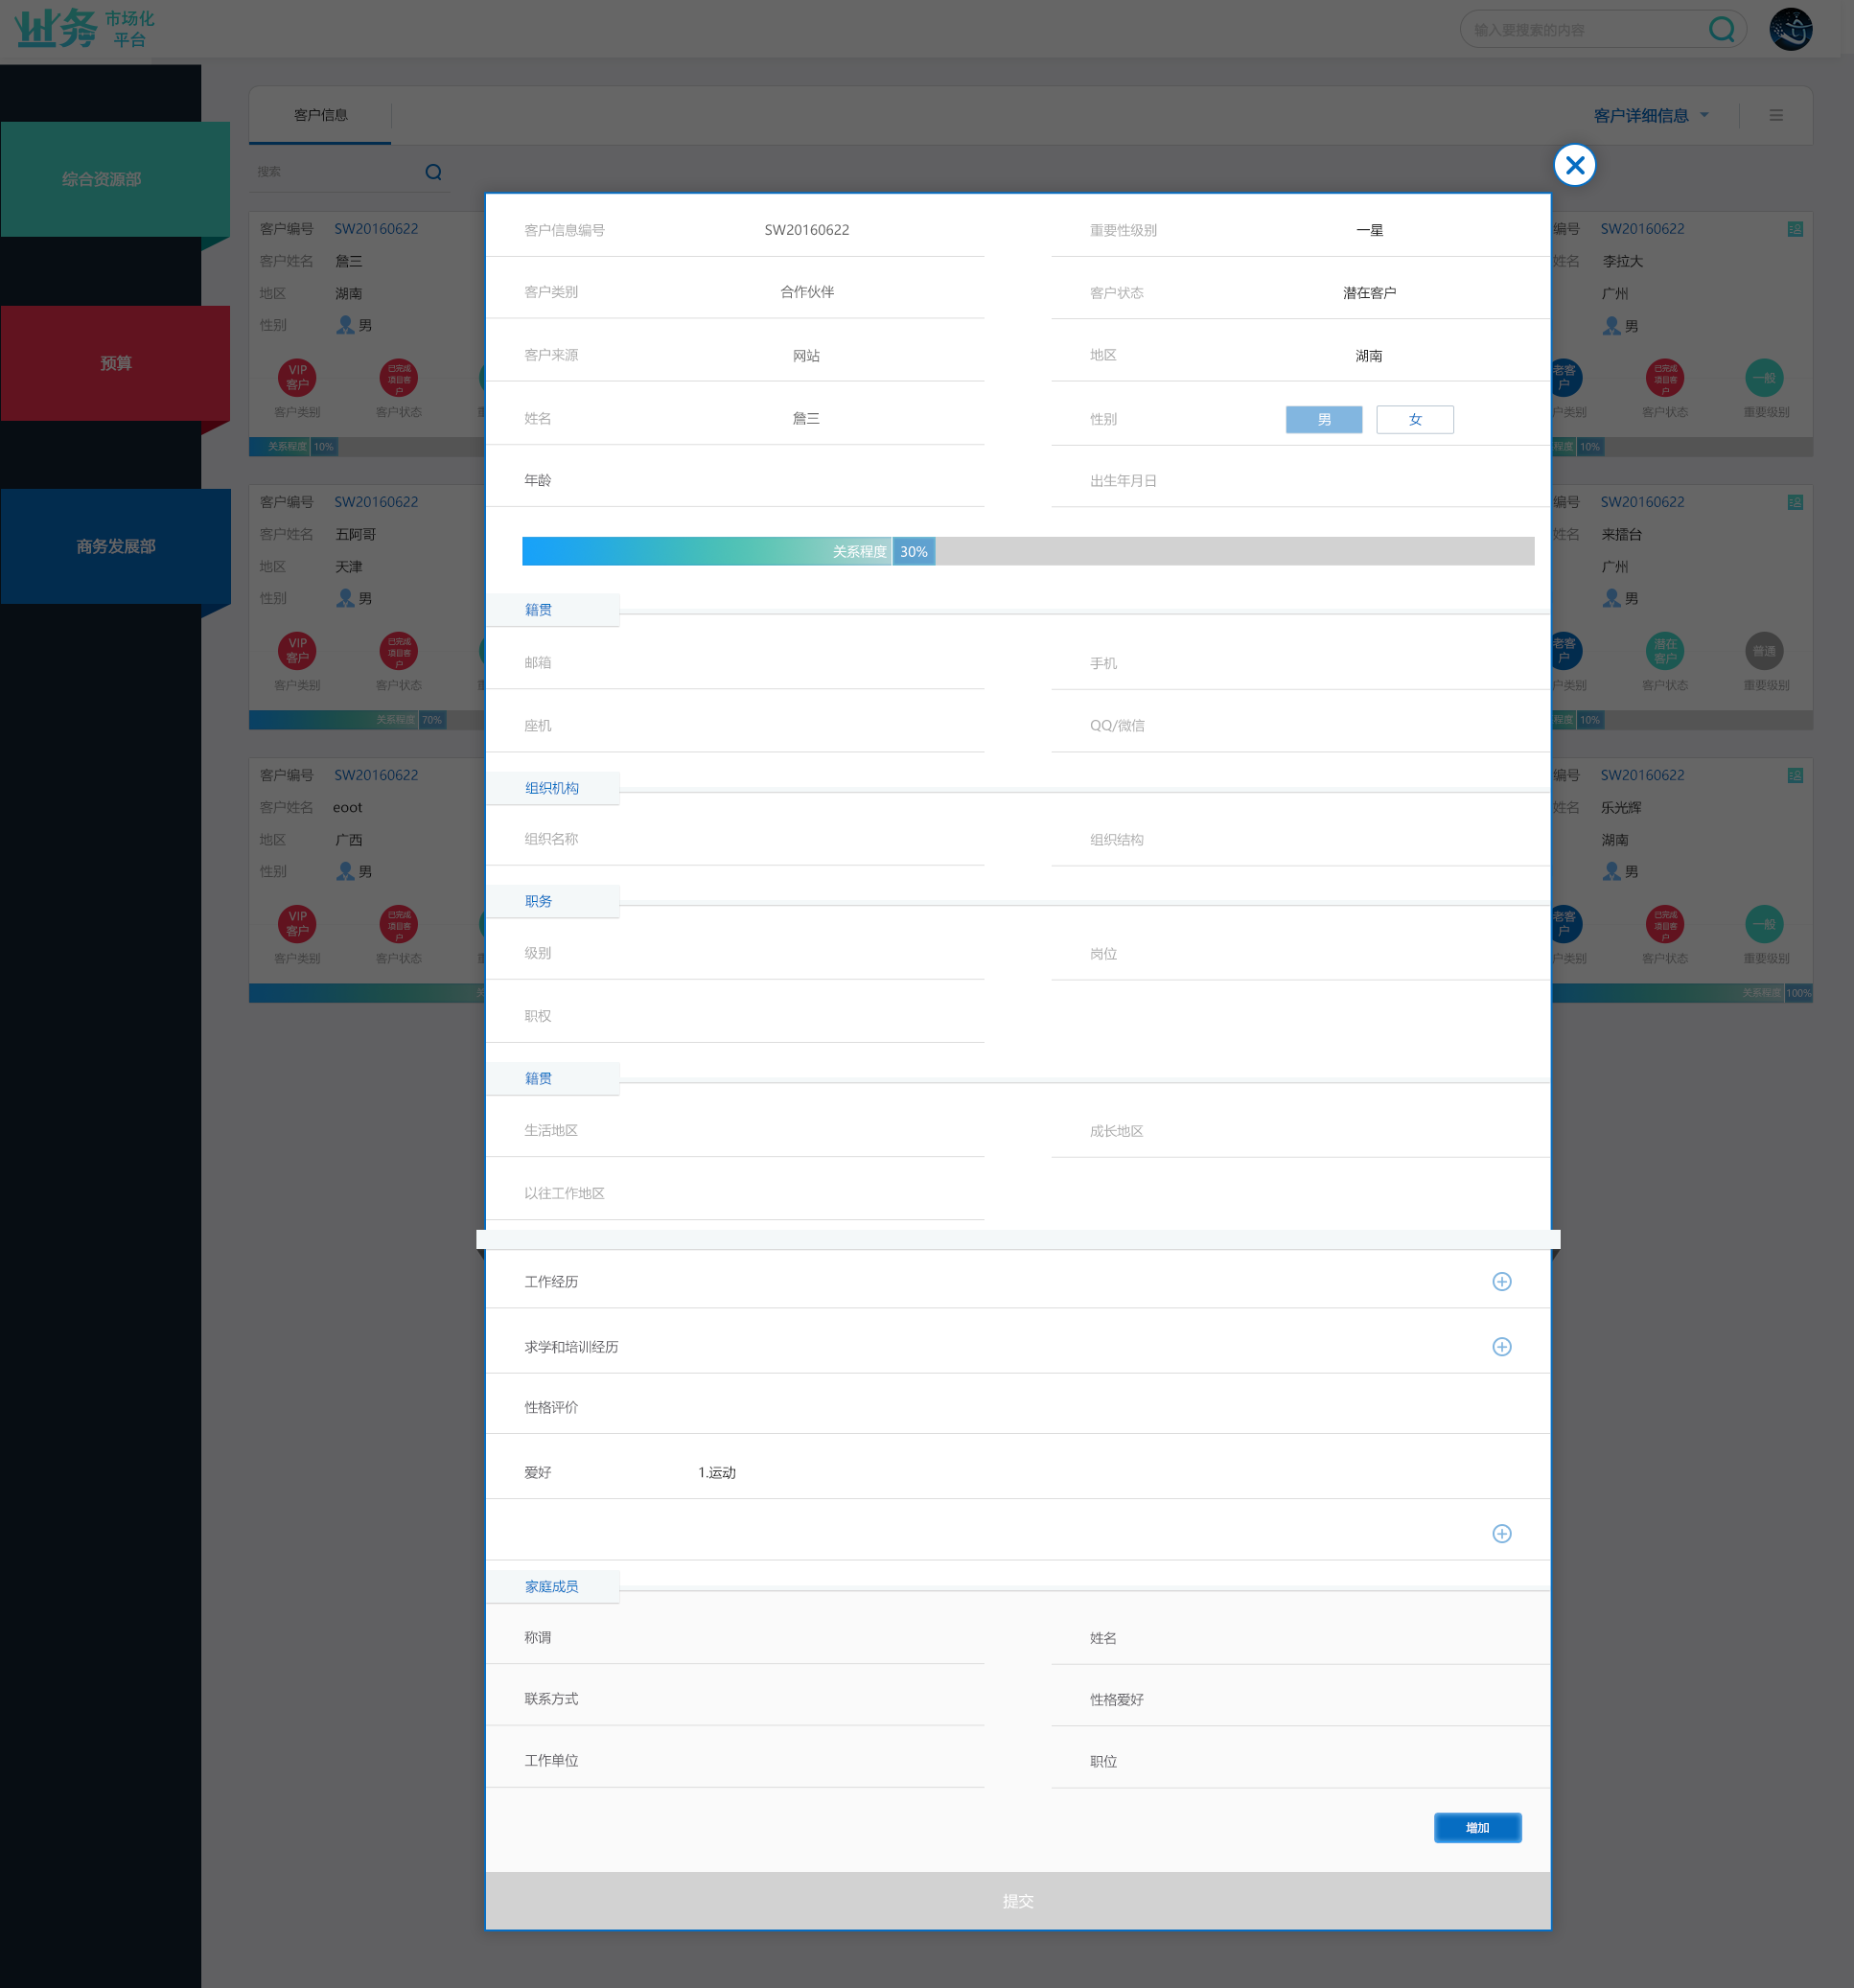 业务 市场化
平台
输入要搜索的内容
客户信息
客户详细信息
搜索
综合资源部
预算
商务发展部
客户编号 SW20160622
客户姓名 詹三
地区 湖南
性别 男
VIP
客户
已完成
项目客
户
客户类别 客户状态
关系程度 10%
客户编号 SW20160622
客户姓名 五阿哥
地区 天津
性别 男
VIP
客户
已完成
项目客
户
客户类别 客户状态
关系程度 70%
客户编号 SW20160622
客户姓名 eoot
地区 广西
性别 男
VIP
客户
已完成
项目客
户
客户类别 客户状态
客户信息编号 SW20160622 重要性级别 一星
客户类别 合作伙伴 客户状态 潜在客户
客户来源 网站 地区 湖南
姓名 詹三 性别 男 女
年龄 出生年月日
关系程度 30%
籍贯
邮箱 手机
座机 QQ/微信
组织机构
组织名称 组织结构
职务
级别 岗位
职权
籍贯
生活地区 成长地区
以往工作地区
工作经历
求学和培训经历
性格评价
爱好 1.运动
家庭成员
称谓 姓名
联系方式 性格爱好
工作单位 职位
增加
提交
编号 SW20160622
姓名 李拉大
广州
男
老客
户
已完成
项目客
户
一般
户类别 客户状态 重要级别
程度 10%
编号 SW20160622
姓名 来擂台
广州
男
老客
户
潜在
客户
普通
户类别 客户状态 重要级别
程度 10%
编号 SW20160622
姓名 乐光辉
湖南
男
老客
户
已完成
项目客
户
一般
户类别 客户状态 重要级别
关系程度 100%